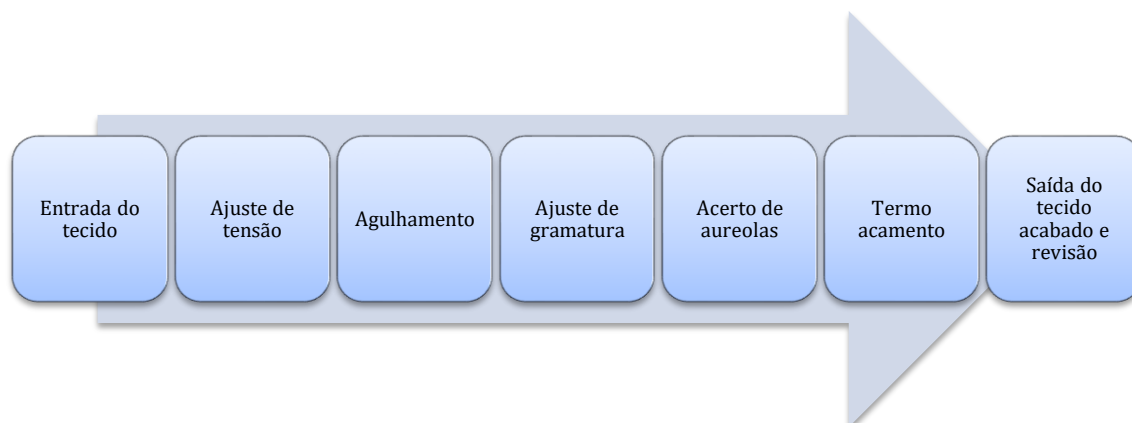 Entrada do
tecido
Ajuste de
tensão
Agulhamento
Ajuste de
gramatura
Acerto de
aureolas
Termo
acamento
Saída do
tecido
acabado e
revisão